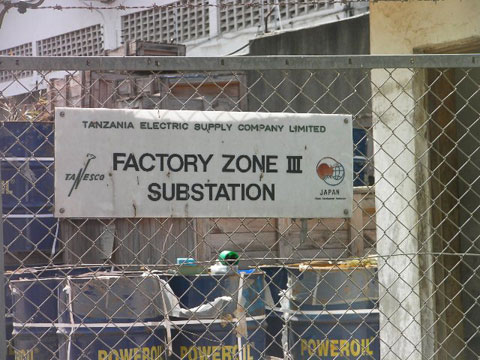 TANZANIA ELECTRIC SUPPLY COMPANY LIMITED
TANESCO
FACTORY ZONE III
SUBSTATION
JAPAN
POWEROIL
POWEROIL
POWEROIL